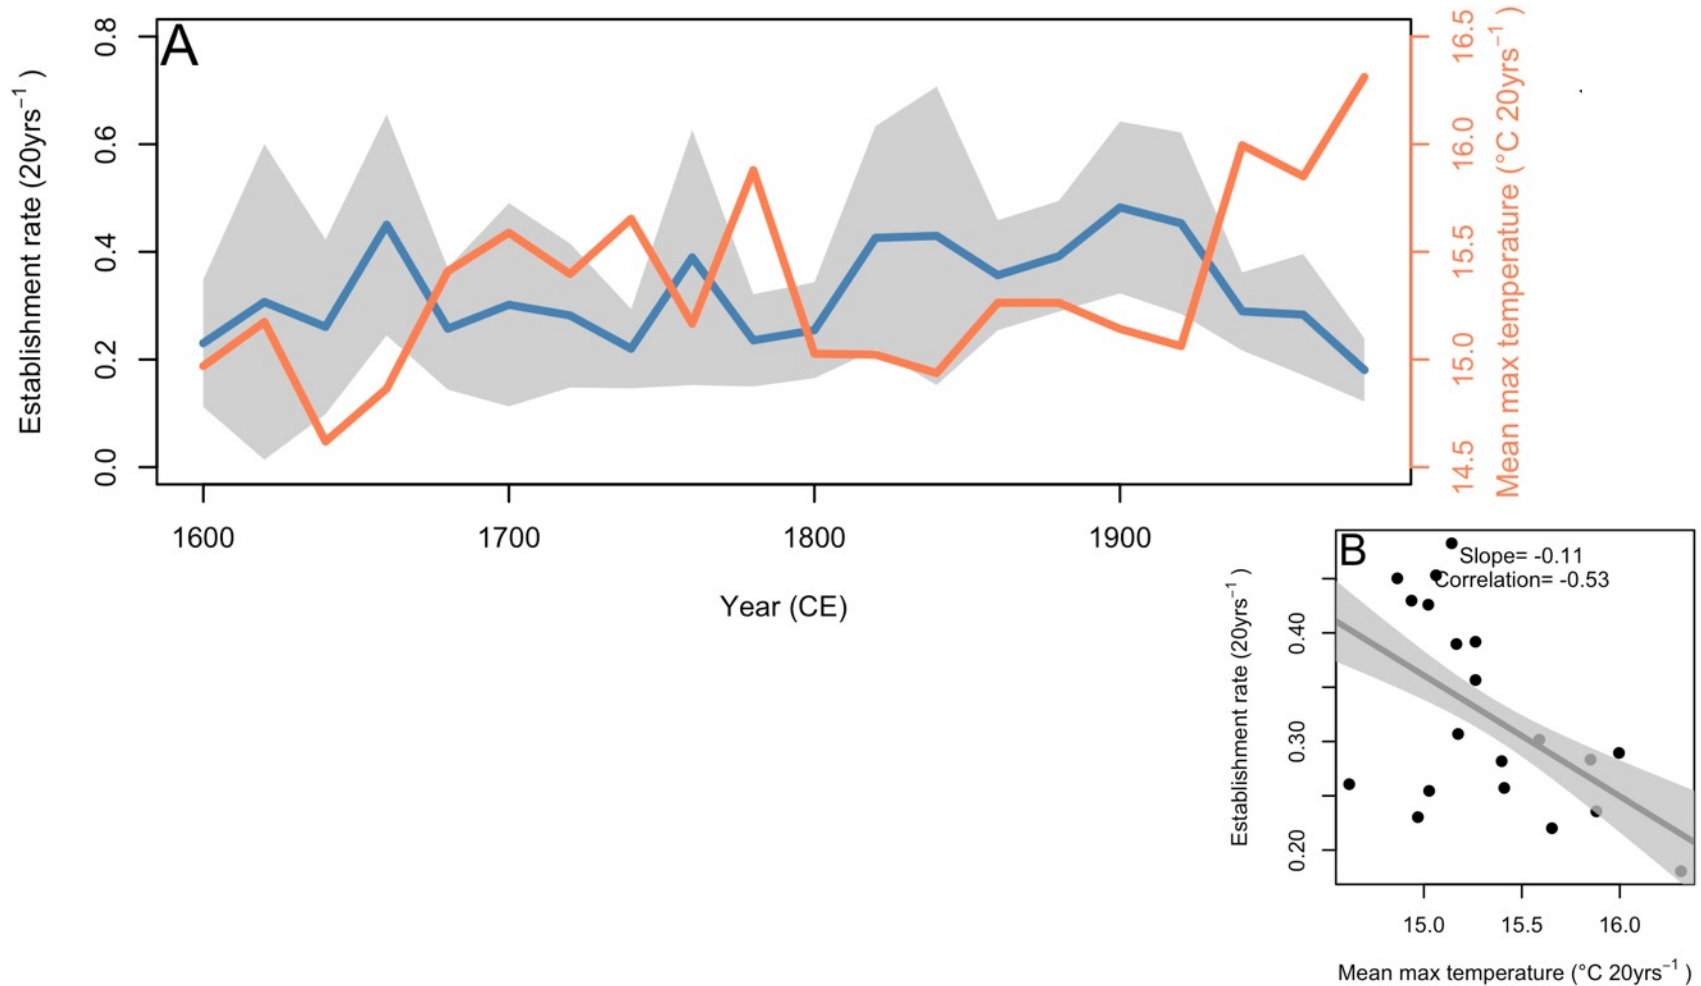 A
Establishment rate (20yrs⁻¹ )
0.8
0.6
0.4
0.2
0.0
16.5
16.0
15.5
15.0
14.5
Mean max temperature (°C 20yrs⁻¹ )
1600
1700
1800
1900
Year (CE)
B
Slope= -0.11
Correlation= -0.53
Establishment rate (20yrs⁻¹ )
0.40
0.30
0.20
15.0
15.5
16.0
Mean max temperature (°C 20yrs⁻¹ )